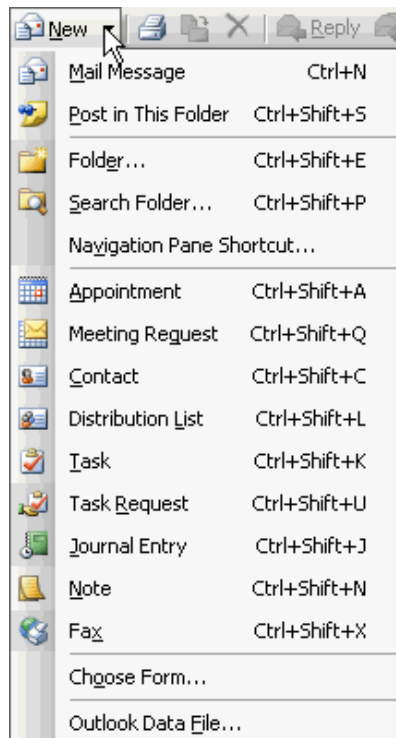 New Reply
Mail Message Ctrl+N
Post in This Folder Ctrl+Shift+S
Folder... Ctrl+Shift+E
Search Folder... Ctrl+Shift+P
Navigation Pane Shortcut...
Appointment Ctrl+Shift+A
Meeting Request Ctrl+Shift+Q
Contact Ctrl+Shift+C
Distribution List Ctrl+Shift+L
Task Ctrl+Shift+K
Task Request Ctrl+Shift+U
Journal Entry Ctrl+Shift+J
Note Ctrl+Shift+N
Fax Ctrl+Shift+X
Choose Form...
Outlook Data File...